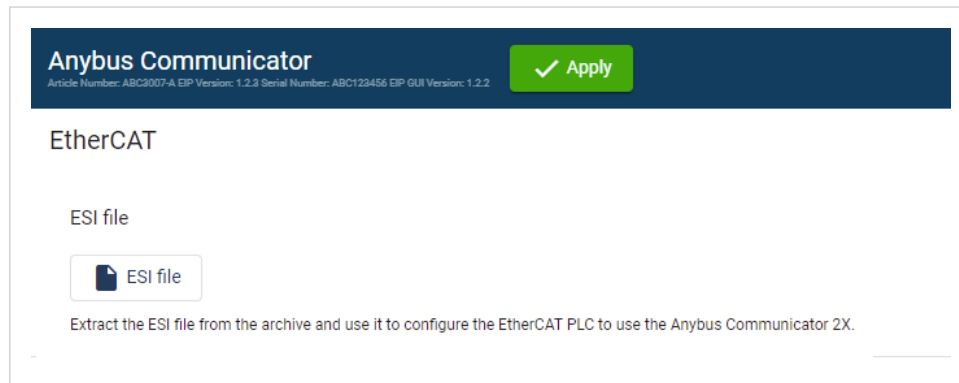 Anybus Communicator
Article Number: ABC3007-A EIP Version: 1.2.3 Serial Number: ABC123456 EIP GUI Version: 1.2.2
Apply
EtherCAT
ESI file
ESI file
Extract the ESI file from the archive and use it to configure the EtherCAT PLC to use the Anybus Communicator 2X.